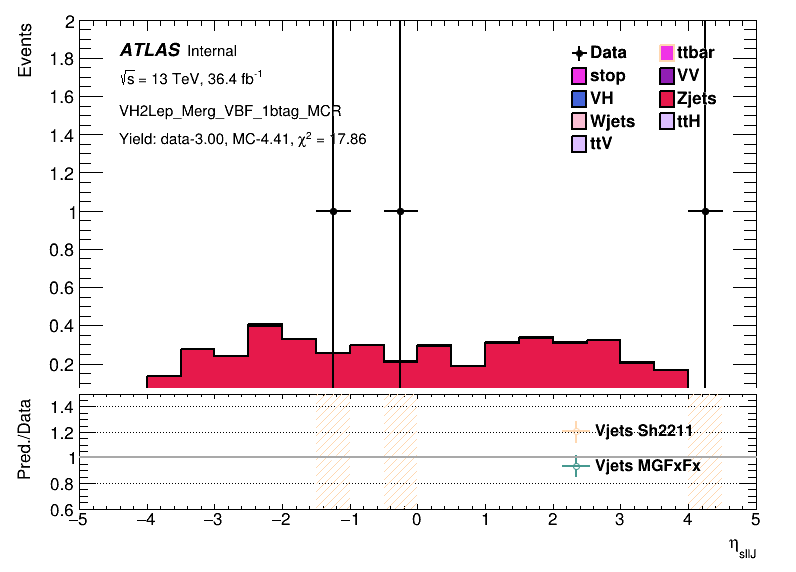 Events
2
1.8
1.6
1.4
1.2
1
0.8
0.6
0.4
0.2
ATLAS Internal
√s = 13 TeV, 36.4 fb⁻¹
VH2Lep_Merg_VBF_1btag_MCR
Yield: data-3.00, MC-4.41, χ² = 17.86
Data ttbar
stop VV
VH Zjets
Wjets ttH
ttV
Pred./Data
1.4
1.2
1
0.8
0.6
Vjets Sh2211
Vjets MGFxFx
−5 −4 −3 −2 −1 0 1 2 3 4 5
η_sllJ